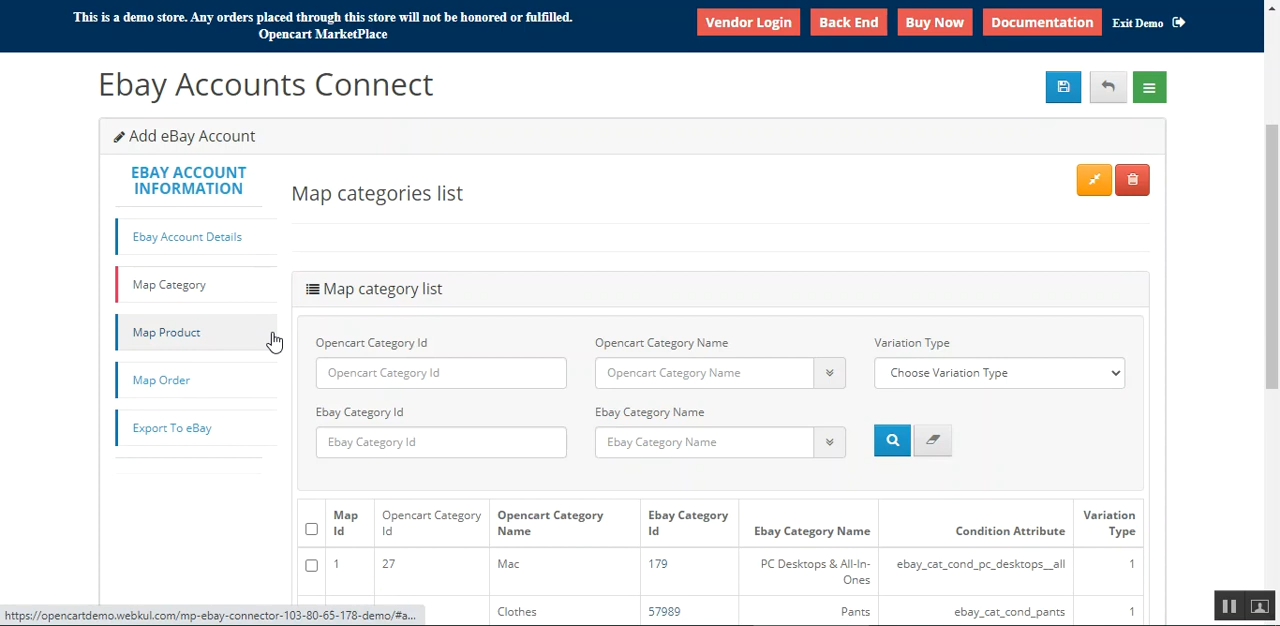 This is a demo store. Any orders placed through this store will not be honored or fulfilled.
Opencart MarketPlace
Vendor Login
Back End
Buy Now
Documentation
Exit Demo
Ebay Accounts Connect
Add eBay Account
EBAY ACCOUNT
INFORMATION
Ebay Account Details
Map Category
Map Product
Map Order
Export To eBay
Map categories list
Map category list
Opencart Category Id
Opencart Category Name
Variation Type
Opencart Category Id
Opencart Category Name
Choose Variation Type
Ebay Category Id
Ebay Category Name
Ebay Category Id
Ebay Category Name
Map Id
Opencart Category Id
Opencart Category Name
Ebay Category Id
Ebay Category Name
Condition Attribute
Variation Type
1
27
Mac
179
PC Desktops & All-In-
Ones
ebay_cat_cond_pc_desktops__all
1
Clothes
57989
Pants
ebay_cat_cond_pants
1
https://opencartdemo.webkul.com/mp-ebay-connector-103-80-65-178-demo/#a...